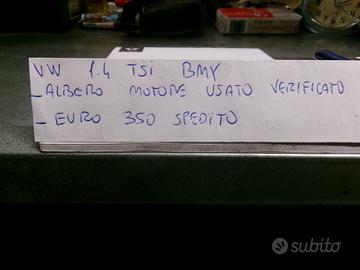 VW 1.4 TSi BMY
- ALBERO MOTORE USATO VERIFICATO
- EURO 350 SPEDITO
subito